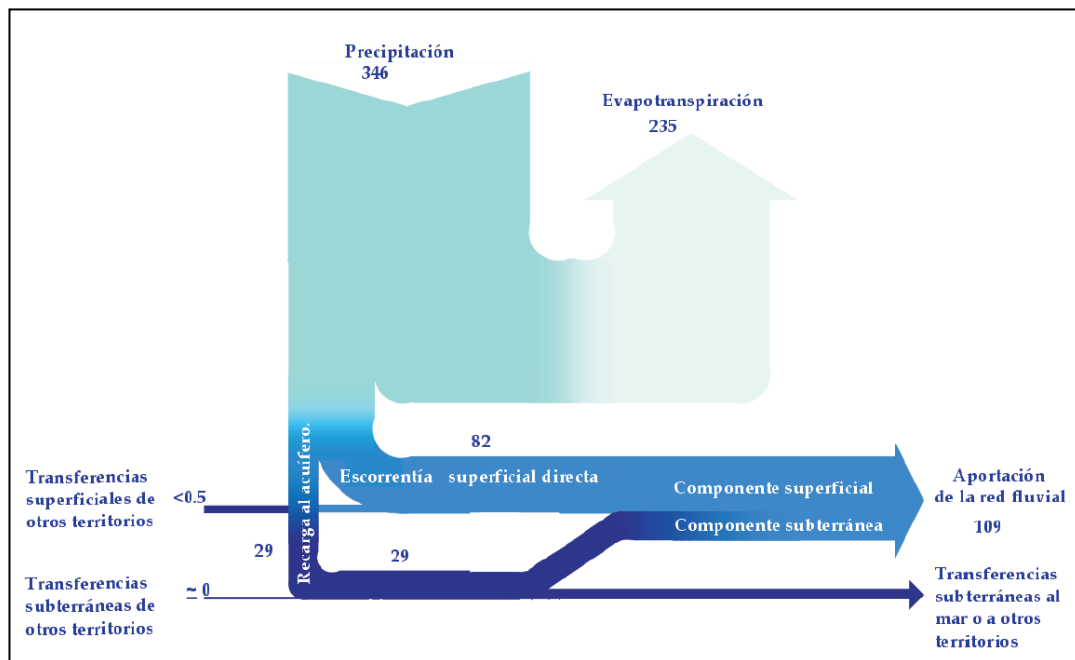 Precipitación
346
Evapotranspiración
235
82
Escorrentía superficial directa
Componente superficial
Componente subterránea
Recarga al acuífero.
Transferencias
superficiales de
otros territorios
<0.5
29
29
Transferencias
subterráneas de
otros territorios
~ 0
Aportación
de la red fluvial
109
Transferencias
subterráneas al
mar o a otros
territorios